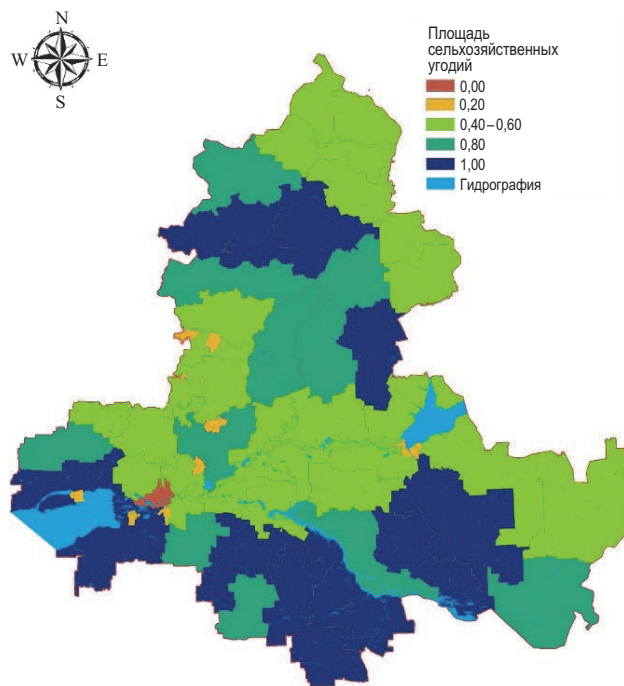 N
W E
S
Площадь
сельхозяйственных
угодий
0,00
0,20
0,40–0,60
0,80
1,00
Гидрография